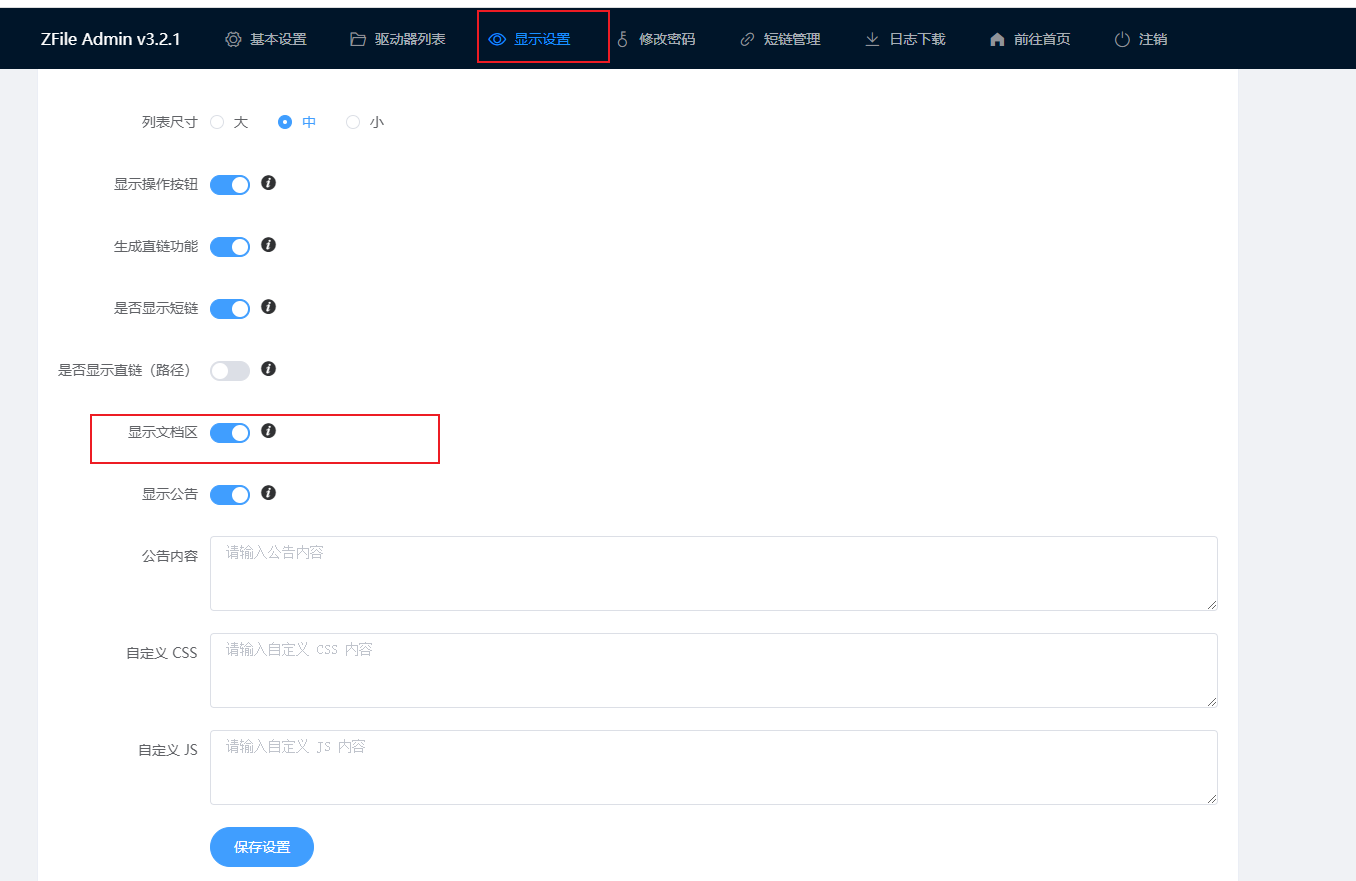 ZFile Admin v3.2.1 基本设置 驱动器列表 显示设置 修改密码 短链管理 日志下载 前往首页 注销
列表尺寸 大 中 小
显示操作按钮
生成直链功能
是否显示短链
是否显示直链（路径）
显示文档区
显示公告
公告内容 请输入公告内容
自定义 CSS 请输入自定义 CSS 内容
自定义 JS 请输入自定义 JS 内容
保存设置